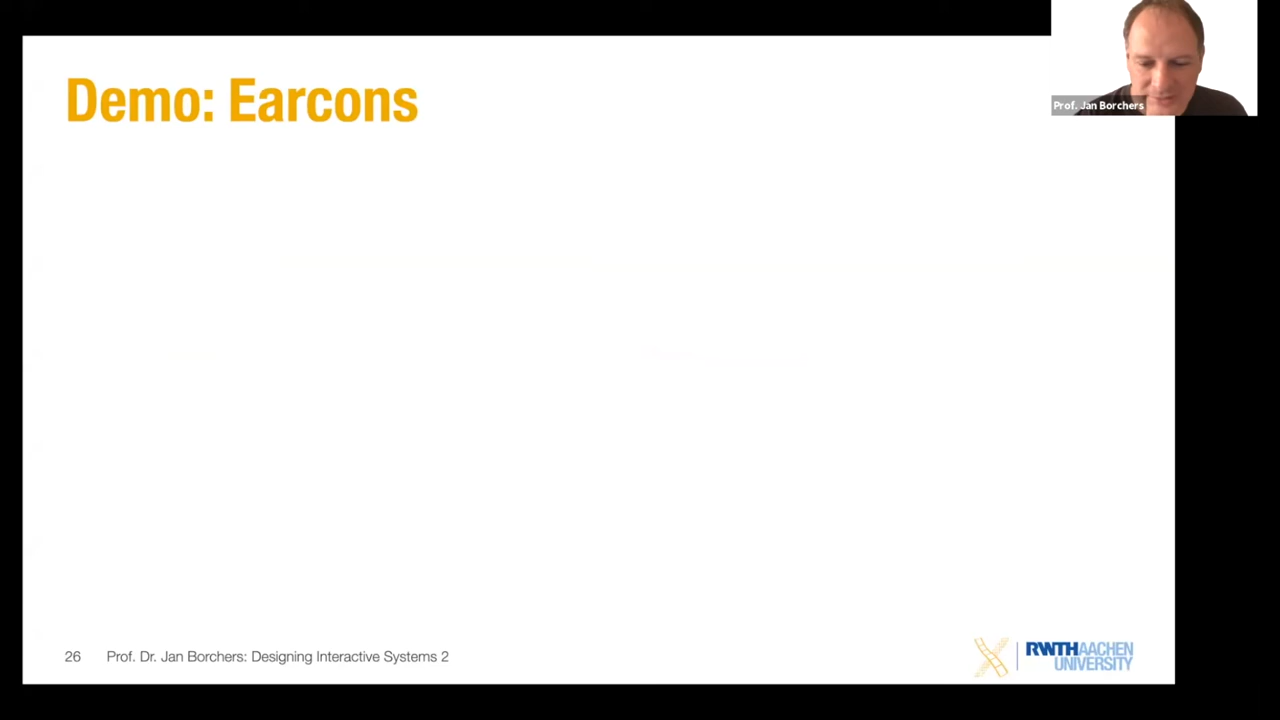 Demo: Earcons
Prof. Jan Borchers
26 Prof. Dr. Jan Borchers: Designing Interactive Systems 2
RWTHAACHEN
UNIVERSITY